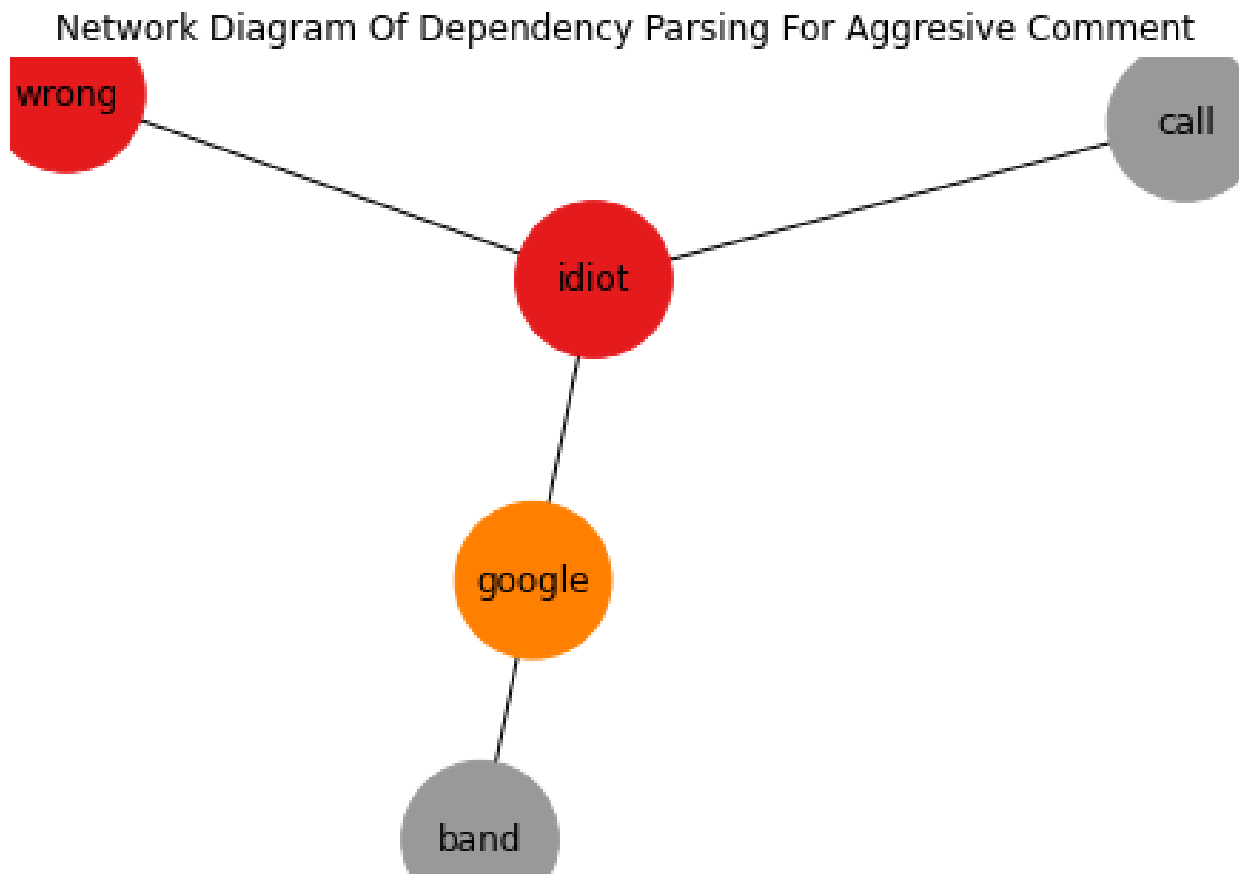 Network Diagram Of Dependency Parsing For Aggresive Comment
wrong
call
idiot
google
band